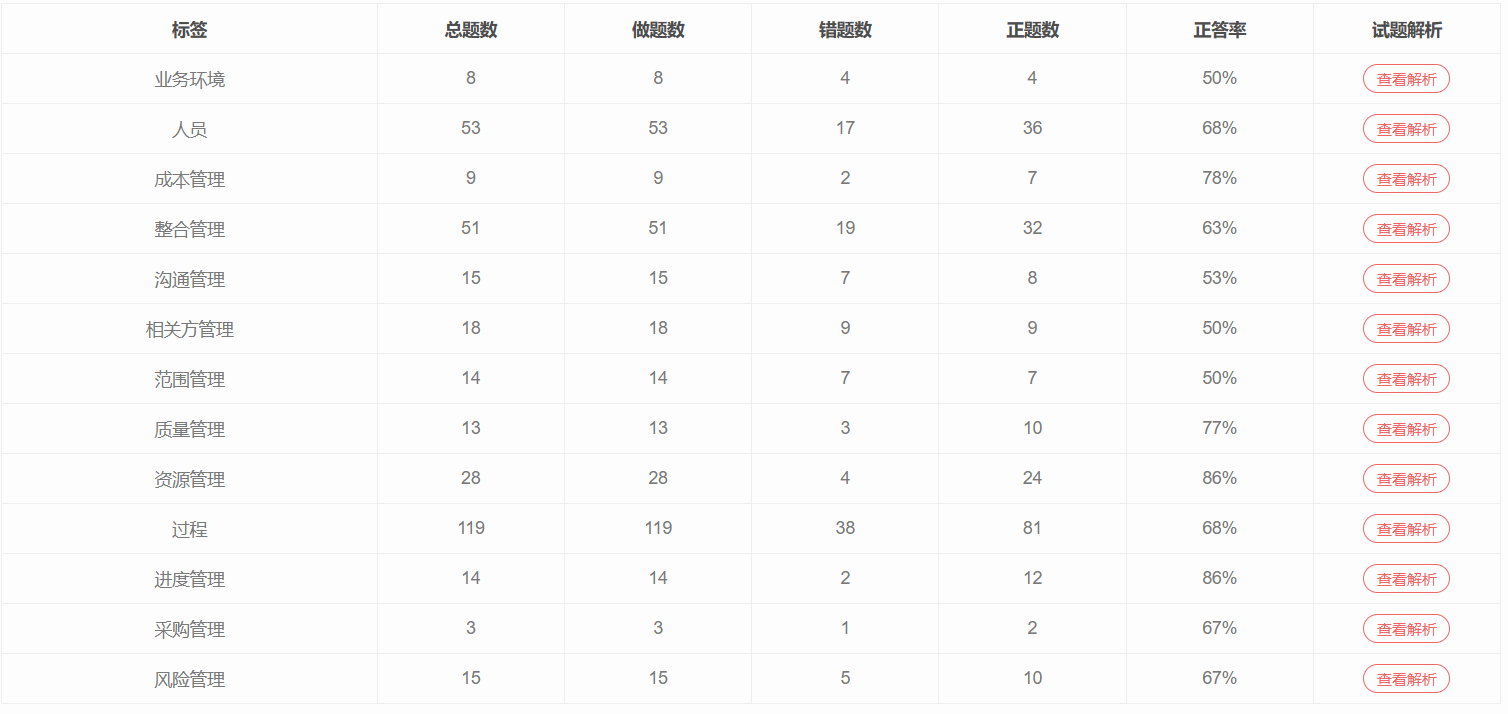 标签 总题数 做题数 错题数 正题数 正答率 试题解析
业务环境 8 8 4 4 50% 查看解析
人员 53 53 17 36 68% 查看解析
成本管理 9 9 2 7 78% 查看解析
整合管理 51 51 19 32 63% 查看解析
沟通管理 15 15 7 8 53% 查看解析
相关方管理 18 18 9 9 50% 查看解析
范围管理 14 14 7 7 50% 查看解析
质量管理 13 13 3 10 77% 查看解析
资源管理 28 28 4 24 86% 查看解析
过程 119 119 38 81 68% 查看解析
进度管理 14 14 2 12 86% 查看解析
采购管理 3 3 1 2 67% 查看解析
风险管理 15 15 5 10 67% 查看解析